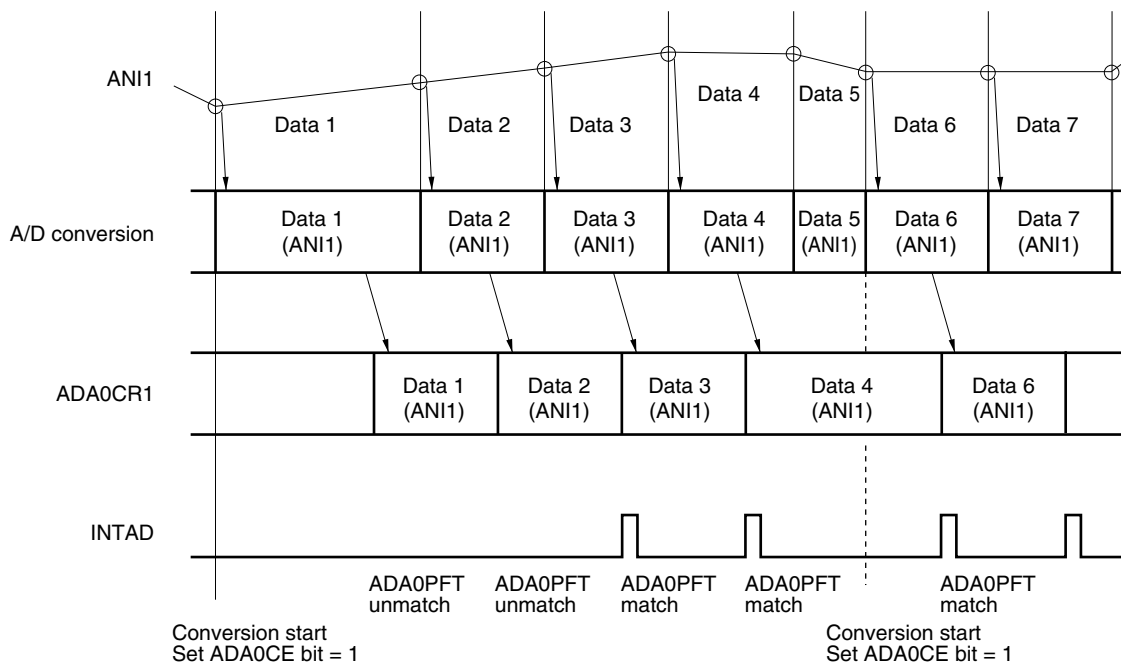 ANI1
Data 1
Data 2
Data 3
Data 4
Data 5
Data 6
Data 7
A/D conversion
Data 1
(ANI1)
Data 2
(ANI1)
Data 3
(ANI1)
Data 4
(ANI1)
Data 5
(ANI1)
Data 6
(ANI1)
Data 7
(ANI1)
ADA0CR1
Data 1
(ANI1)
Data 2
(ANI1)
Data 3
(ANI1)
Data 4
(ANI1)
Data 6
(ANI1)
INTAD
ADA0PFT
unmatch
ADA0PFT
unmatch
ADA0PFT
match
ADA0PFT
match
ADA0PFT
match
Conversion start
Set ADA0CE bit = 1
Conversion start
Set ADA0CE bit = 1